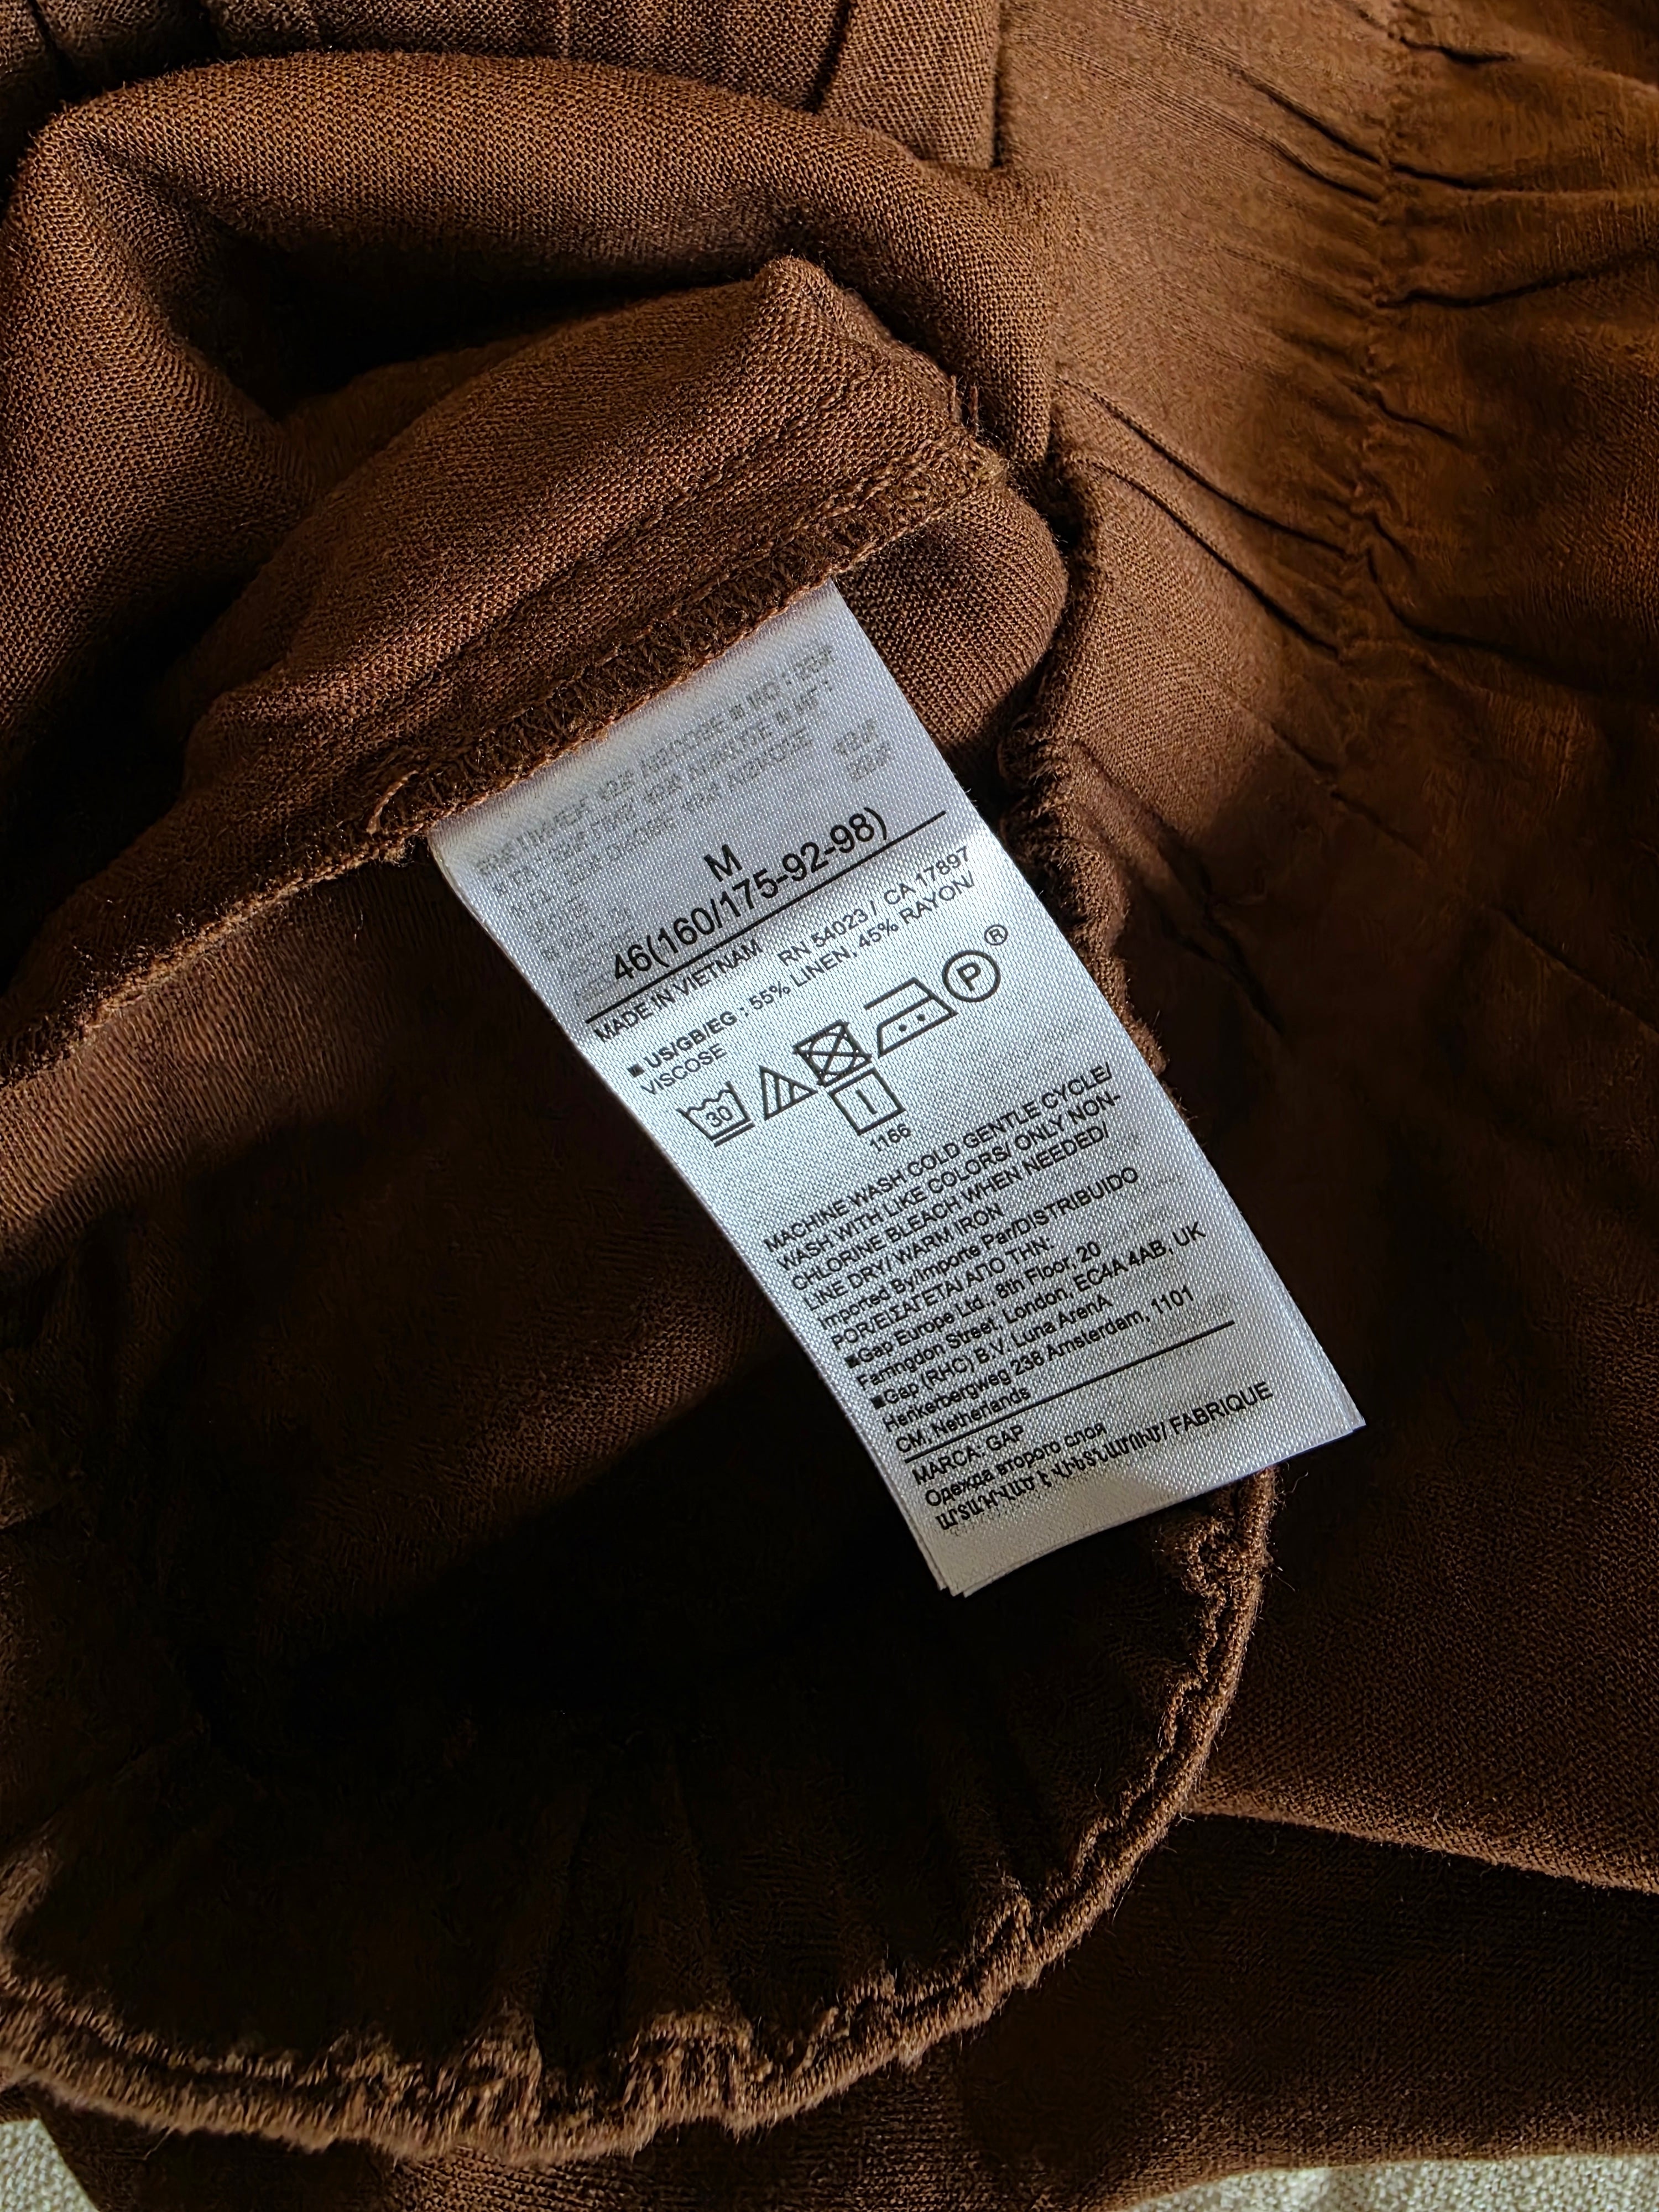 M
46(160/175-92-98)
MADE IN VIETNAM RN 54023 / CA 17897
■ US/GB/EG : 55% LINEN, 45% RAYON/
VISCOSE
30 P ®
1166
MACHINE WASH COLD GENTLE CYCLE/
WASH WITH LIKE COLORS/ ONLY NON-
CHLORINE BLEACH WHEN NEEDED/
LINE DRY/ WARM IRON
Imported By/Importe Par/DISTRIBUIDO
POR/ΕΙΣΑΓΕΤΑΙ ΑΠΟ ΤΗΝ:
■Gap Europe Ltd., 8th Floor, 20
Farringdon Street, London, EC4A 4AB, UK
■Gap (RHC) B.V. Luna ArenA
Herikerbergweg 238 Amsterdam, 1101
CM, Netherlands
MARCA: GAP
Одежда второго слоя
ԱՐՏԱԴՐՎԱԾ Է ՎԻԵՏՆԱՄՈՒՄ/ FABRIQUE